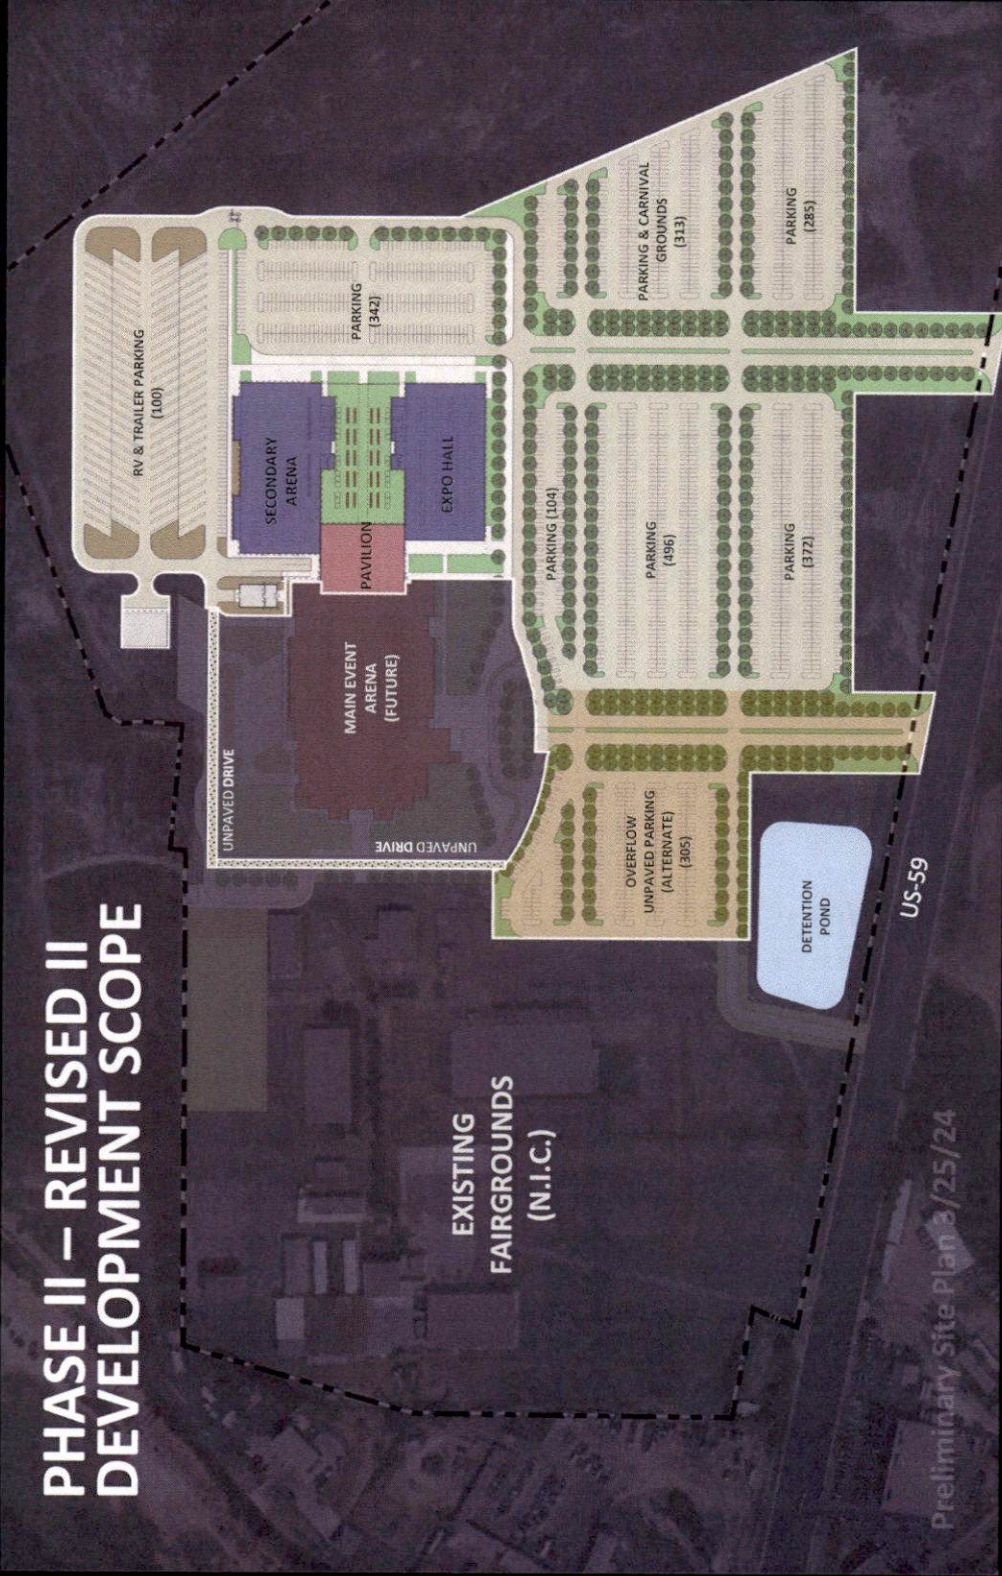 PHASE II – REVISED II
DEVELOPMENT SCOPE
RV & TRAILER PARKING
(100)
PARKING
(342)
SECONDARY
ARENA
EXPO HALL
PAVILION
MAIN EVENT
ARENA
(FUTURE)
UNPAVED DRIVE
UNPAVED DRIVE
PARKING & CARNIVAL
GROUNDS
(313)
PARKING
(285)
PARKING (104)
PARKING
(496)
PARKING
(372)
OVERFLOW
UNPAVED PARKING
(ALTERNATE)
(305)
DETENTION
POND
EXISTING
FAIRGROUNDS
(N.I.C.)
US-59
Preliminary Site Plan 3/25/24